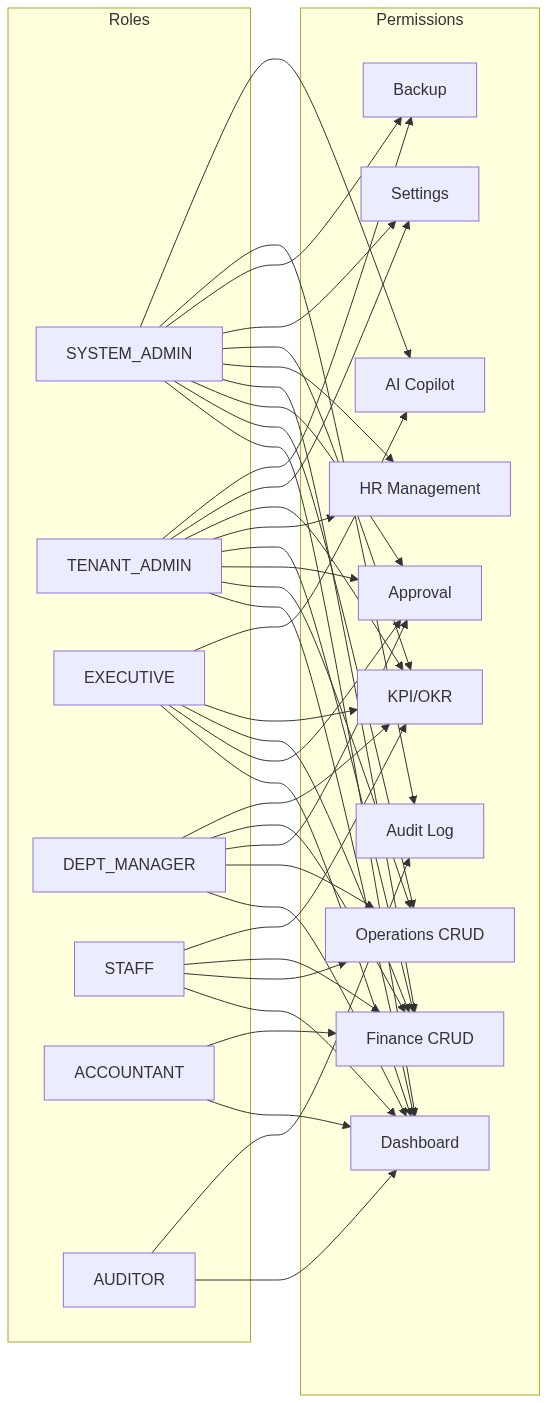 Roles
SYSTEM_ADMIN
TENANT_ADMIN
EXECUTIVE
DEPT_MANAGER
STAFF
ACCOUNTANT
AUDITOR
Permissions
Backup
Settings
AI Copilot
HR Management
Approval
KPI/OKR
Audit Log
Operations CRUD
Finance CRUD
Dashboard